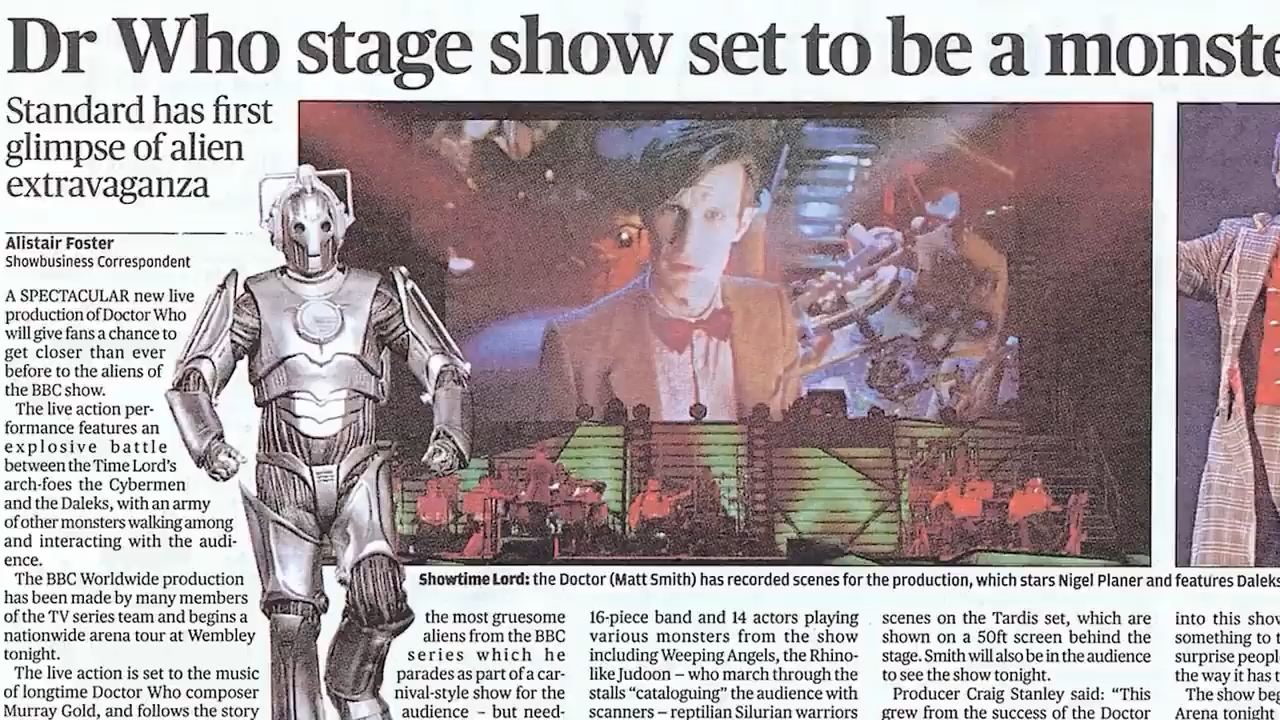 Dr Who stage show set to be a monste
Standard has first
glimpse of alien
extravaganza
Alistair Foster
Showbusiness Correspondent
A SPECTACULAR new live
production of Doctor Who
will give fans a chance to
get closer than ever
before to the aliens of
the BBC show.
The live action per-
formance features an
explosive battle
between the Time Lord's
arch-foes the Cybermen
and the Daleks, with an army
of other monsters walking among
and interacting with the audi-
ence.
The BBC Worldwide production
has been made by many members
of the TV series team and begins a
nationwide arena tour at Wembley
tonight.
The live action is set to the music
of longtime Doctor Who composer
Murray Gold, and follows the story
Showtime Lord: the Doctor (Matt Smith) has recorded scenes for the production, which stars Nigel Planer and features Daleks
the most gruesome
aliens from the BBC
series which he
parades as part of a car-
nival-style show for the
audience – but need-
16-piece band and 14 actors playing
various monsters from the show
including Weeping Angels, the Rhino-
like Judoon – who march through the
stalls "cataloguing" the audience with
scanners – reptilian Silurian warriors
scenes on the Tardis set, which are
shown on a 50ft screen behind the
stage. Smith will also be in the audience
to see the show tonight.
Producer Craig Stanley said: "This
grew from the success of the Doctor
into this show
something to t
surprise peopl
the way it has t
The show beg
Arena tonight